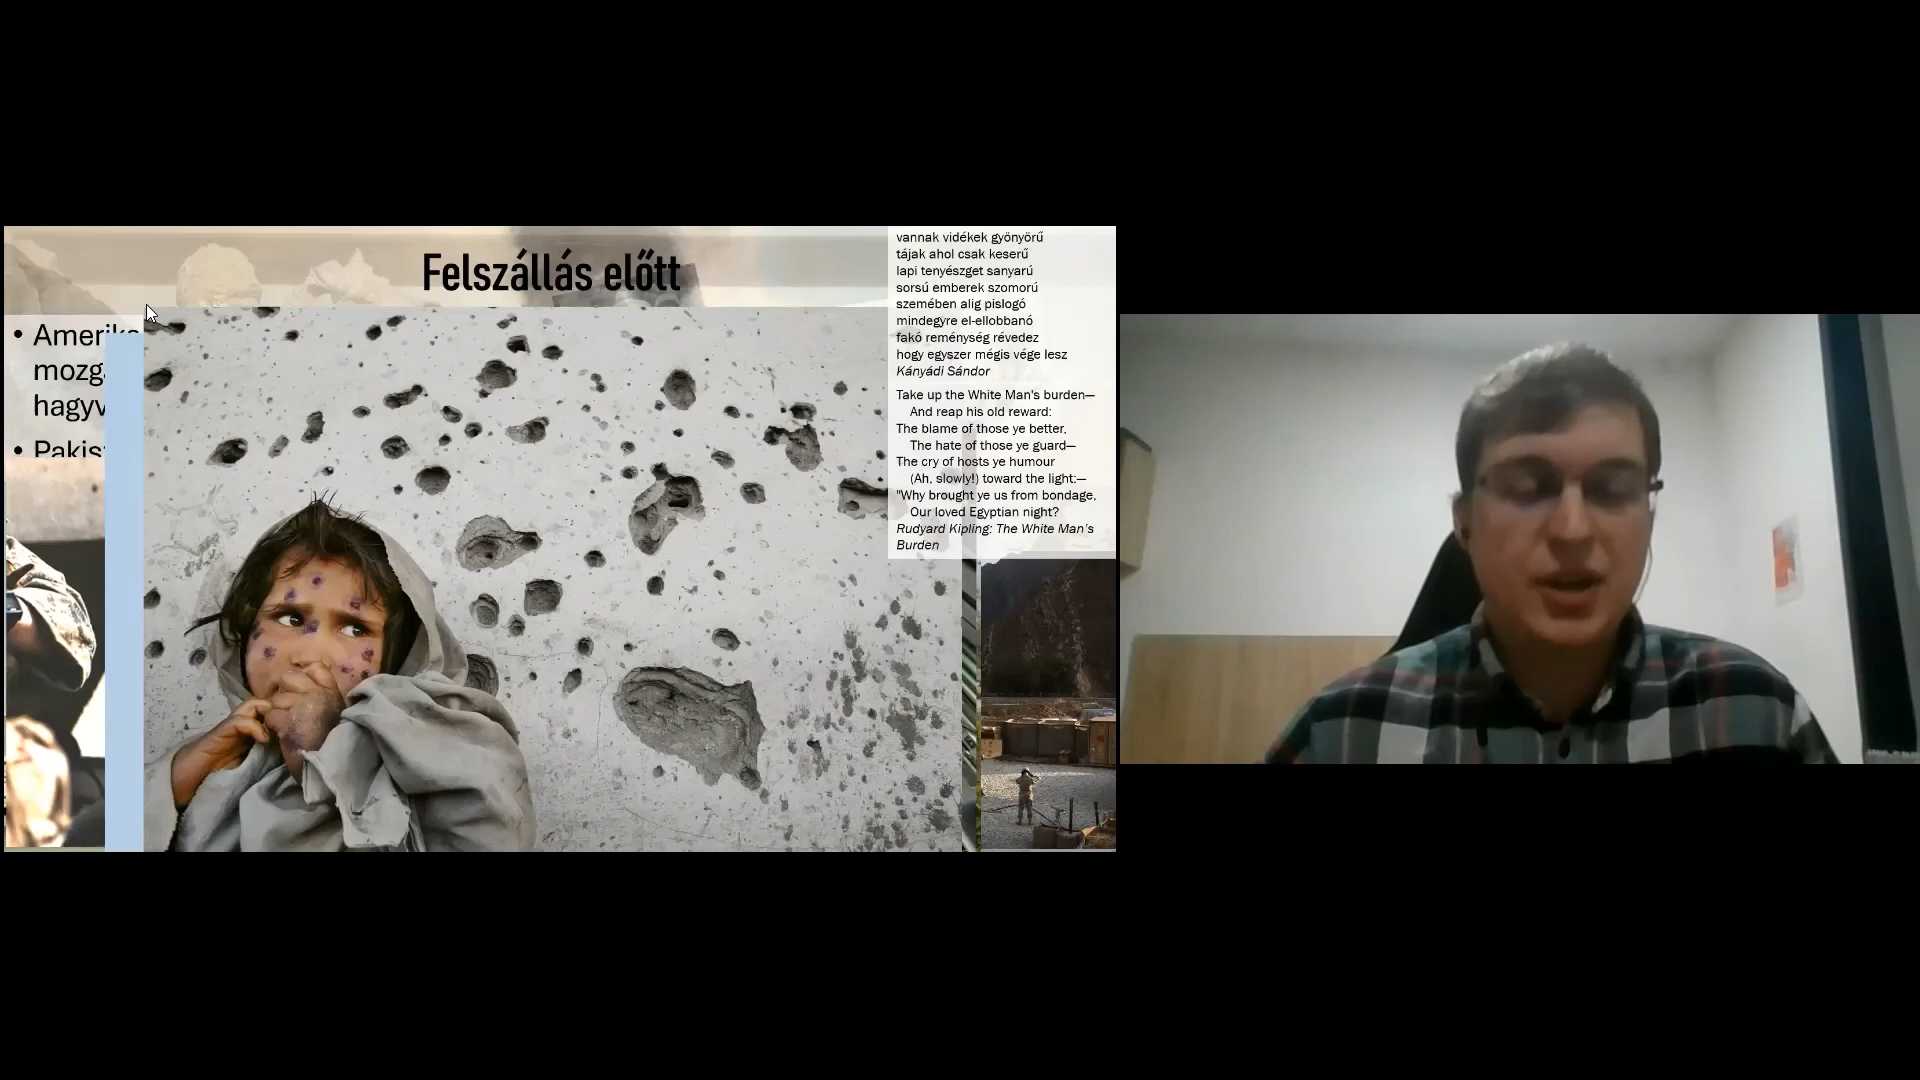 Felszállás előtt
• Amerika
mozg
hagyv
• Pakis
vannak vidékek gyönyörű
tájak ahol csak keserű
lapi tenyészget sanyarú
sorsú emberek szomorú
szemében alig pislogó
mindegyre el-ellobbanó
fakó reménység révedez
hogy egyszer mégis vége lesz
Kányádi Sándor
Take up the White Man's burden—
And reap his old reward:
The blame of those ye better,
The hate of those ye guard—
The cry of hosts ye humour
(Ah, slowly!) toward the light:—
"Why brought ye us from bondage,
Our loved Egyptian night?
Rudyard Kipling: The White Man's
Burden